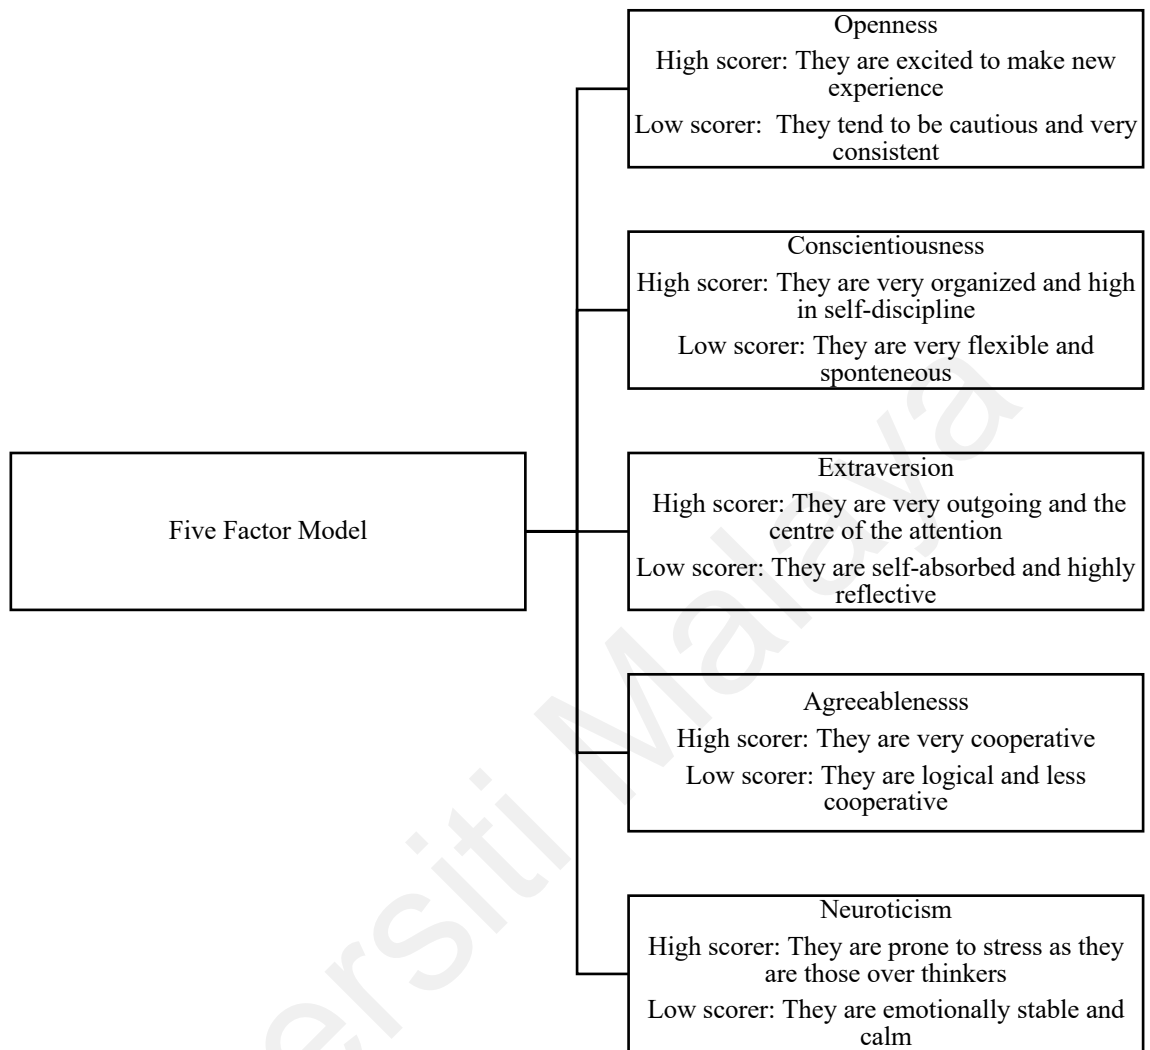 Openness
High scorer: They are excited to make new
experience
Low scorer:  They tend to be cautious and very
consistent
Conscientiousness
High scorer: They are very organized and high
in self-discipline
Low scorer: They are very flexible and
sponteneous
Five Factor Model
Extraversion
High scorer: They are very outgoing and the
centre of the attention
Low scorer: They are self-absorbed and highly
reflective
Agreeablenesss
High scorer: They are very cooperative
Low scorer: They are logical and less
cooperative
Neuroticism
High scorer: They are prone to stress as they
are those over thinkers
Low scorer: They are emotionally stable and
calm
ersiti Malaya